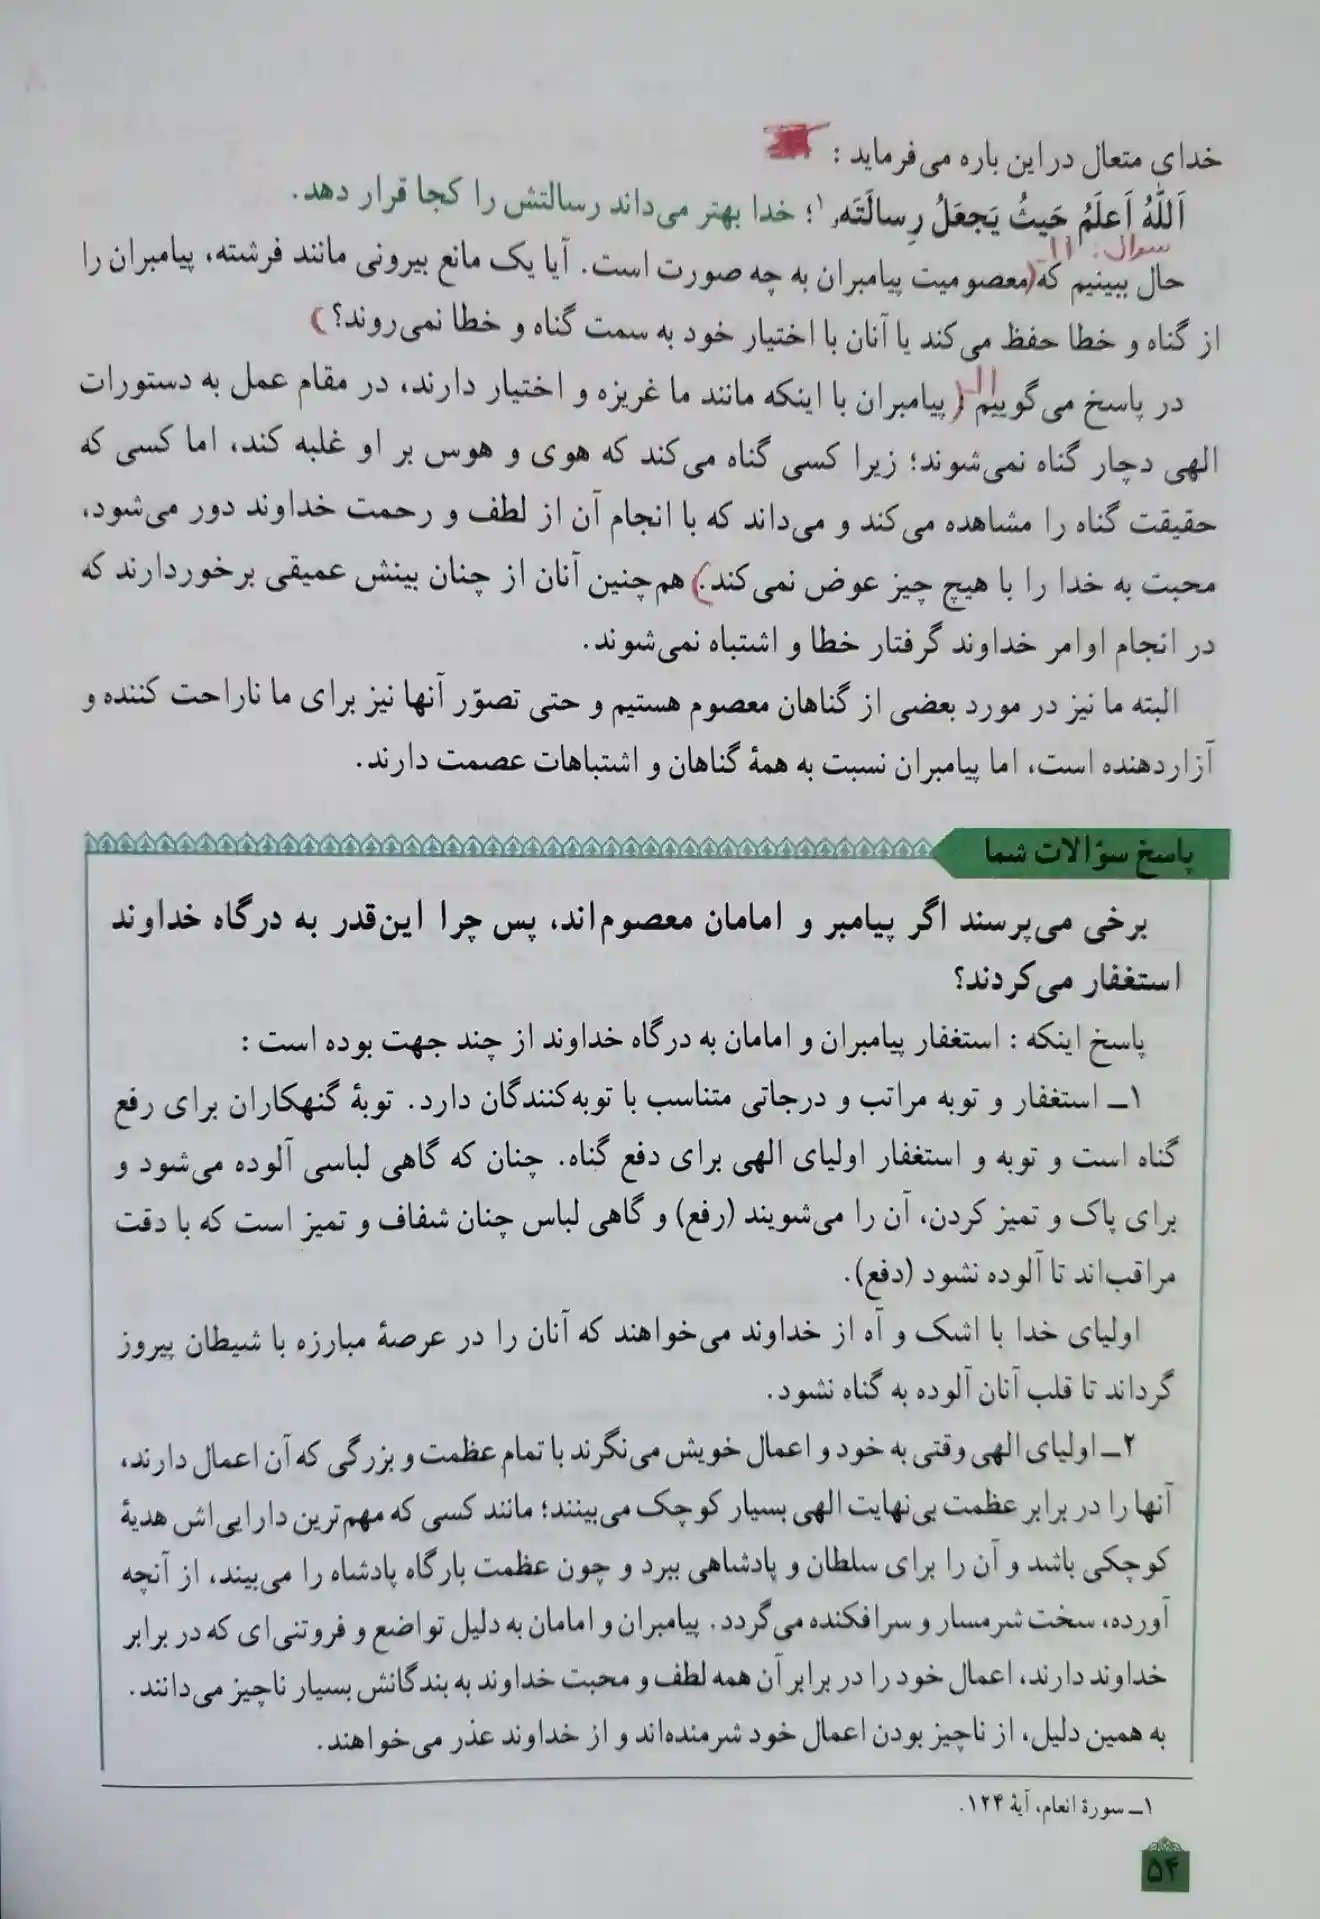 خدای متعال در این باره می‌فرماید :
اَللّٰهُ اَعلَمُ حَیثُ یَجعَلُ رِسالَتَه۱؛ خدا بهتر می‌داند رسالتش را کجا قرار دهد.
سوال: ۱۱
حال ببینیم که (معصومیت پیامبران به چه صورت است. آیا یک مانع بیرونی مانند فرشته، پیامبران را
از گناه و خطا حفظ می‌کند یا آنان با اختیار خود به سمت گناه و خطا نمی‌روند؟ )
۱۱
در پاسخ می‌گوییم (پیامبران با اینکه مانند ما غریزه و اختیار دارند، در مقام عمل به دستورات
الهی دچار گناه نمی‌شوند؛ زیرا کسی گناه می‌کند که هوی و هوس بر او غلبه کند، اما کسی که
حقیقت گناه را مشاهده می‌کند و می‌داند که با انجام آن از لطف و رحمت خداوند دور می‌شود،
محبت به خدا را با هیچ چیز عوض نمی‌کند.) هم‌چنین آنان از چنان بینش عمیقی برخوردارند که
در انجام اوامر خداوند گرفتار خطا و اشتباه نمی‌شوند.
البته ما نیز در مورد بعضی از گناهان معصوم هستیم و حتی تصوّر آنها نیز برای ما ناراحت کننده و
آزاردهنده است، اما پیامبران نسبت به همهٔ گناهان و اشتباهات عصمت دارند.
پاسخ سؤالات شما
برخی می‌پرسند اگر پیامبر و امامان معصوم‌اند، پس چرا این‌قدر به درگاه خداوند
استغفار می‌کردند؟
پاسخ اینکه : استغفار پیامبران و امامان به درگاه خداوند از چند جهت بوده است :
۱ــ استغفار و توبه مراتب و درجاتی متناسب با توبه‌کنندگان دارد. توبهٔ گنهکاران برای رفع
گناه است و توبه و استغفار اولیای الهی برای دفع گناه. چنان که گاهی لباسی آلوده می‌شود و
برای پاک و تمیز کردن، آن را می‌شویند (رفع) و گاهی لباس چنان شفاف و تمیز است که با دقت
مراقب‌اند تا آلوده نشود (دفع).
اولیای خدا با اشک و آه از خداوند می‌خواهند که آنان را در عرصهٔ مبارزه با شیطان پیروز
گرداند تا قلب آنان آلوده به گناه نشود.
۲ــ اولیای الهی وقتی به خود و اعمال خویش می‌نگرند با تمام عظمت و بزرگی که آن اعمال دارند،
آنها را در برابر عظمت بی‌نهایت الهی بسیار کوچک می‌بینند؛ مانند کسی که مهم‌ترین دارایی‌اش هدیهٔ
کوچکی باشد و آن را برای سلطان و پادشاهی ببرد و چون عظمت بارگاه پادشاه را می‌بیند، از آنچه
آورده، سخت شرمسار و سرافکنده می‌گردد. پیامبران و امامان به دلیل تواضع و فروتنی‌ای که در برابر
خداوند دارند، اعمال خود را در برابر آن همه لطف و محبت خداوند به بندگانش بسیار ناچیز می‌دانند.
به همین دلیل، از ناچیز بودن اعمال خود شرمنده‌اند و از خداوند عذر می‌خواهند.
۱ــ سورهٔ انعام، آیهٔ ۱۲۴.
۵۴